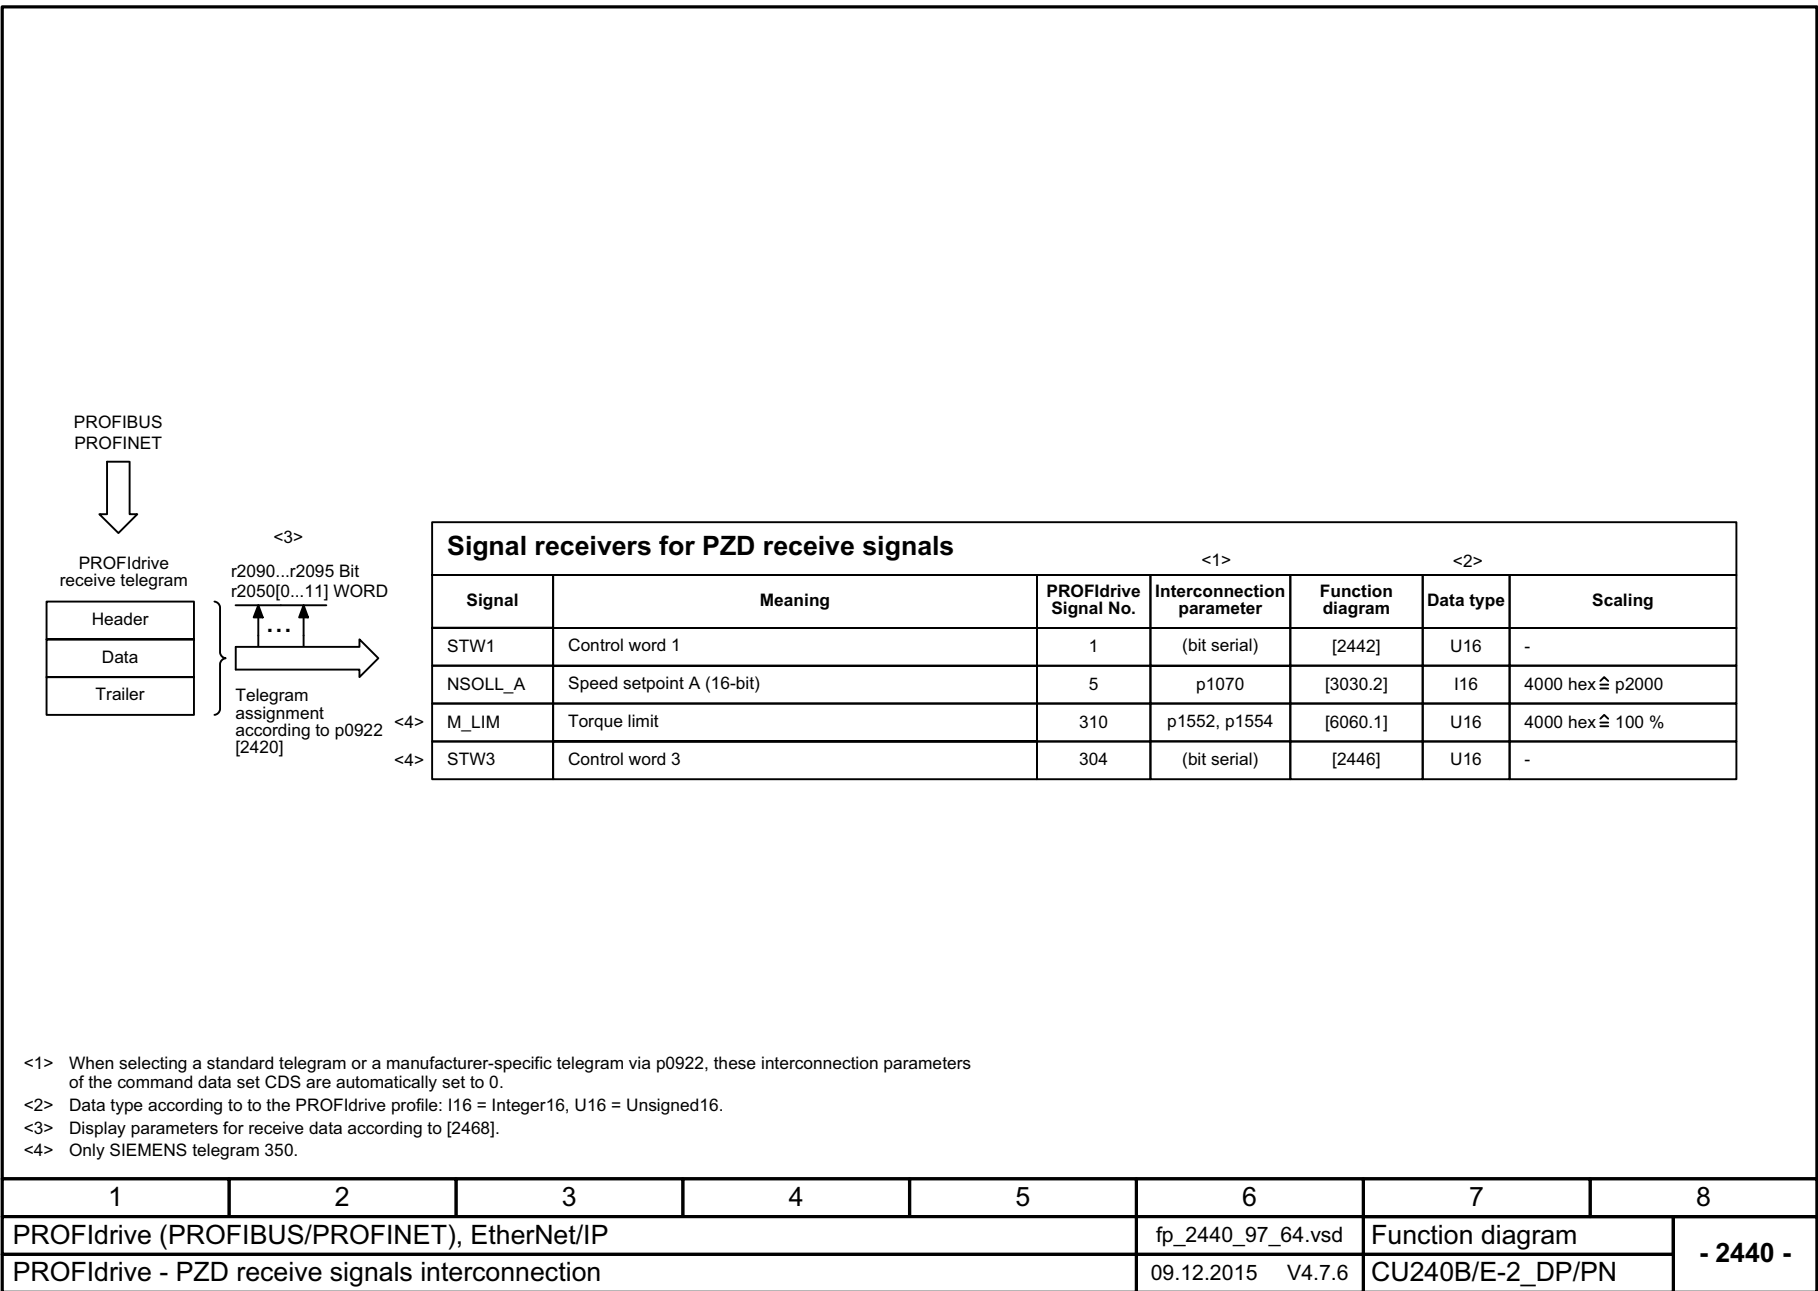 PROFIBUS
PROFINET
PROFIdrive
receive telegram
Header
Data
Trailer
<3>
r2090...r2095 Bit
r2050[0...11] WORD
...
Telegram
assignment
according to p0922
[2420]
Signal receivers for PZD receive signals
<1> <2>
Signal Meaning PROFIdrive Signal No. Interconnection parameter Function diagram Data type Scaling
STW1 Control word 1 1 (bit serial) [2442] U16 -
NSOLL_A Speed setpoint A (16-bit) 5 p1070 [3030.2] I16 4000 hex ≙ p2000
<4> M_LIM Torque limit 310 p1552, p1554 [6060.1] U16 4000 hex ≙ 100 %
<4> STW3 Control word 3 304 (bit serial) [2446] U16 -
<1> When selecting a standard telegram or a manufacturer-specific telegram via p0922, these interconnection parameters
of the command data set CDS are automatically set to 0.
<2> Data type according to to the PROFIdrive profile: I16 = Integer16, U16 = Unsigned16.
<3> Display parameters for receive data according to [2468].
<4> Only SIEMENS telegram 350.
1 2 3 4 5 6 7 8
PROFIdrive (PROFIBUS/PROFINET), EtherNet/IP fp_2440_97_64.vsd Function diagram
- 2440 -
PROFIdrive - PZD receive signals interconnection 09.12.2015 V4.7.6 CU240B/E-2_DP/PN